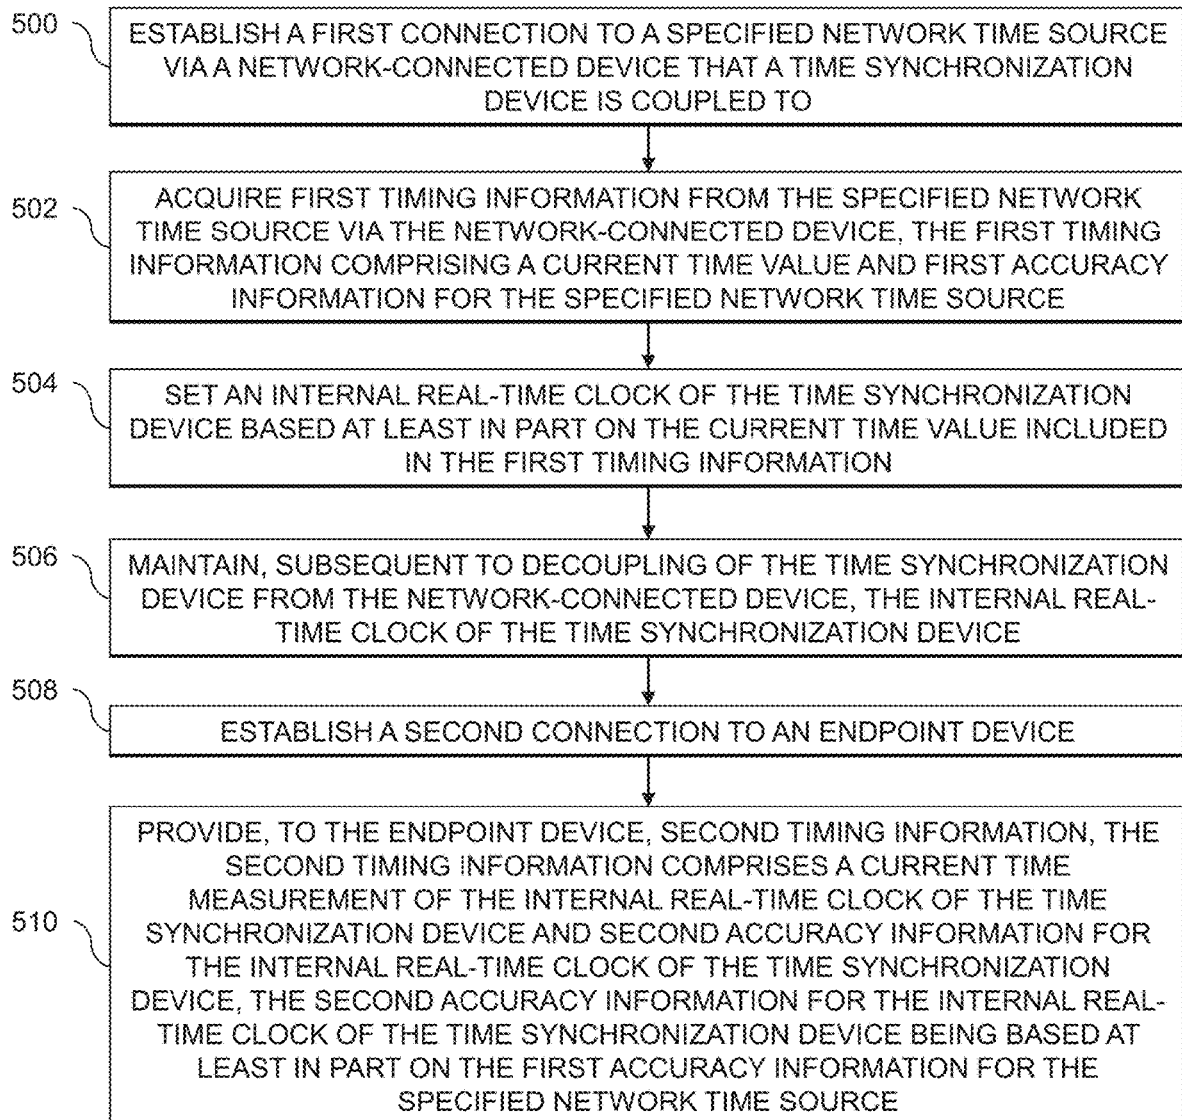 500
ESTABLISH A FIRST CONNECTION TO A SPECIFIED NETWORK TIME SOURCE
VIA A NETWORK-CONNECTED DEVICE THAT A TIME SYNCHRONIZATION
DEVICE IS COUPLED TO
502
ACQUIRE FIRST TIMING INFORMATION FROM THE SPECIFIED NETWORK
TIME SOURCE VIA THE NETWORK-CONNECTED DEVICE, THE FIRST TIMING
INFORMATION COMPRISING A CURRENT TIME VALUE AND FIRST ACCURACY
INFORMATION FOR THE SPECIFIED NETWORK TIME SOURCE
504
SET AN INTERNAL REAL-TIME CLOCK OF THE TIME SYNCHRONIZATION
DEVICE BASED AT LEAST IN PART ON THE CURRENT TIME VALUE INCLUDED
IN THE FIRST TIMING INFORMATION
506
MAINTAIN, SUBSEQUENT TO DECOUPLING OF THE TIME SYNCHRONIZATION
DEVICE FROM THE NETWORK-CONNECTED DEVICE, THE INTERNAL REAL-
TIME CLOCK OF THE TIME SYNCHRONIZATION DEVICE
508
ESTABLISH A SECOND CONNECTION TO AN ENDPOINT DEVICE
510
PROVIDE, TO THE ENDPOINT DEVICE, SECOND TIMING INFORMATION, THE
SECOND TIMING INFORMATION COMPRISES A CURRENT TIME
MEASUREMENT OF THE INTERNAL REAL-TIME CLOCK OF THE TIME
SYNCHRONIZATION DEVICE AND SECOND ACCURACY INFORMATION FOR
THE INTERNAL REAL-TIME CLOCK OF THE TIME SYNCHRONIZATION
DEVICE, THE SECOND ACCURACY INFORMATION FOR THE INTERNAL REAL-
TIME CLOCK OF THE TIME SYNCHRONIZATION DEVICE BEING BASED AT
LEAST IN PART ON THE FIRST ACCURACY INFORMATION FOR THE
SPECIFIED NETWORK TIME SOURCE